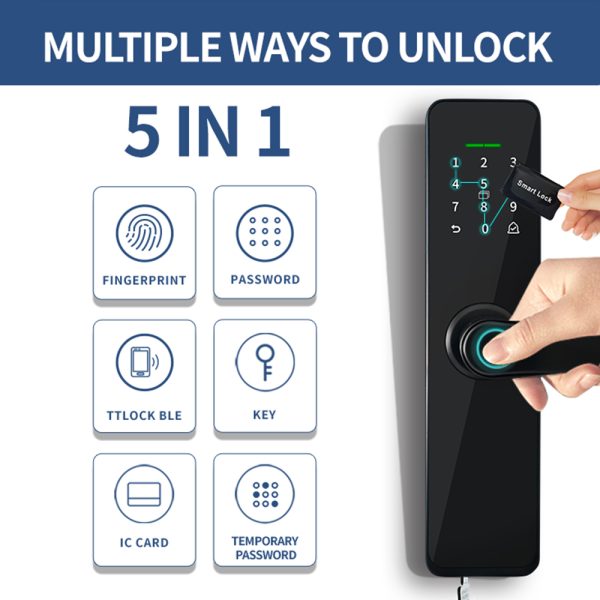 MULTIPLE WAYS TO UNLOCK
5 IN 1
FINGERPRINT
PASSWORD
TTLOCK BLE
KEY
IC CARD
TEMPORARY
PASSWORD
1 2 3
4 5
7 8 9
0
Smart Lock